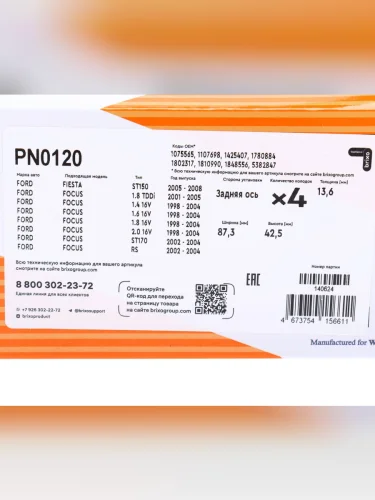 PN0120
brixo
Коды OEM*
1075565, 1107698, 1425407, 1780884
1802317, 1810990, 1848556, 5382847
* Всю техническую информацию для вашего артикула смотрите на сайте brixogroup.com
Марка авто Подходящая модель Тип Год выпуска
FORD FIESTA ST150 2005 - 2008
FORD FOCUS 1.8 TDDi 2001 - 2005
FORD FOCUS 1.4 16V 1998 - 2004
FORD FOCUS 1.6 16V 1998 - 2004
FORD FOCUS 1.8 16V 1998 - 2004
FORD FOCUS 2.0 16V 1998 - 2004
FORD FOCUS ST170 2002 - 2004
FORD FOCUS RS 2002 - 2004
Сторона установки Количество колодок Толщина (мм)
Задняя ось ×4 13,6
Ширина (мм) Высота (мм)
87,3 42,5
Всю техническую информацию для вашего артикула
смотрите на сайте brixogroup.com
8 800 302-23-72
Единая линия для всех клиентов
+7 928 302-22-72 @brixosupport
@brixoproduct
Отсканируйте
QR-код для перехода
на страницу товара
на сайте brixogroup.com
EAC
Номер партии
140624
4 673754 156611
Manufactured for W